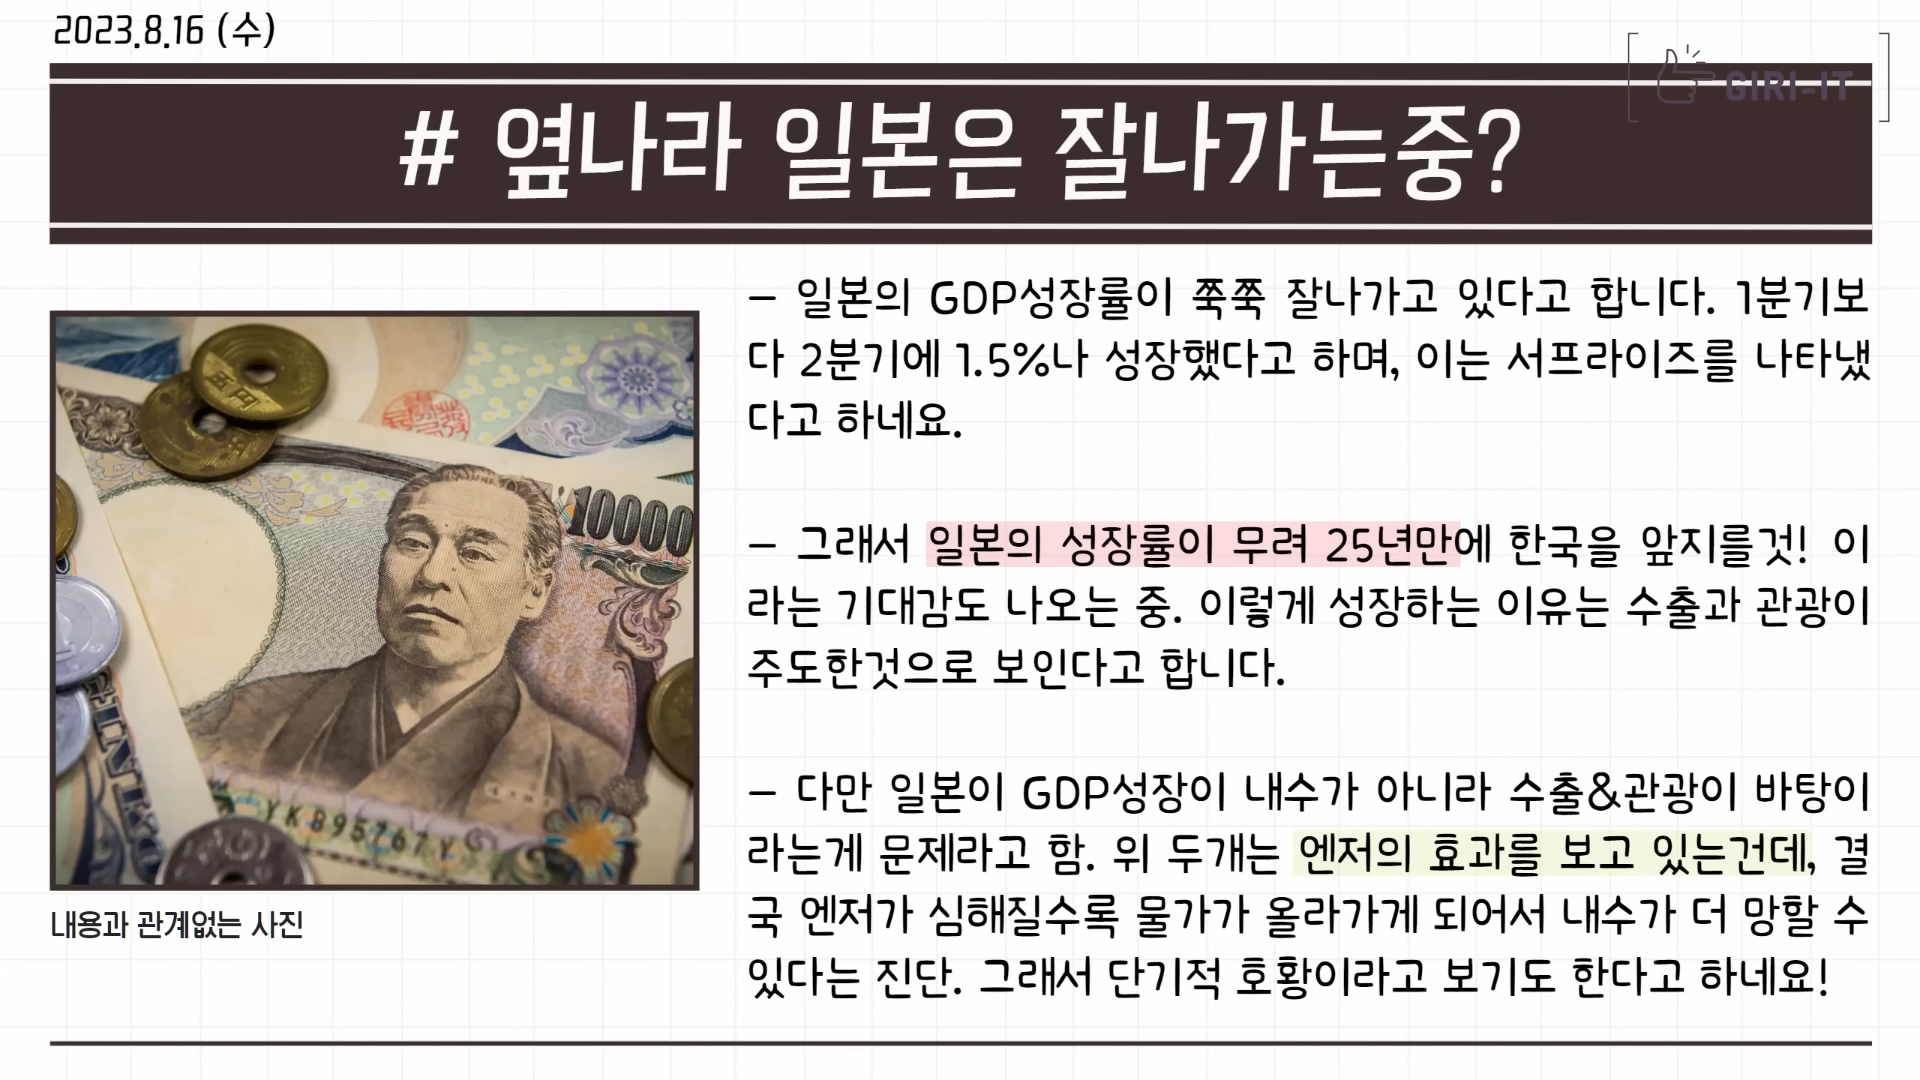 2023.8.16 (수)
GIRI-IT
# 옆나라 일본은 잘나가는중?
- 일본의 GDP성장률이 쭉쭉 잘나가고 있다고 합니다. 1분기보
다 2분기에 1.5%나 성장했다고 하며, 이는 서프라이즈를 나타냈
다고 하네요.
- 그래서 일본의 성장률이 무려 25년만에 한국을 앞지를것! 이
라는 기대감도 나오는 중. 이렇게 성장하는 이유는 수출과 관광이
주도한것으로 보인다고 합니다.
- 다만 일본이 GDP성장이 내수가 아니라 수출&관광이 바탕이
라는게 문제라고 함. 위 두개는 엔저의 효과를 보고 있는건데, 결
국 엔저가 심해질수록 물가가 올라가게 되어서 내수가 더 망할 수
있다는 진단. 그래서 단기적 호황이라고 보기도 한다고 하네요!
10000
五円
내용과 관계없는 사진